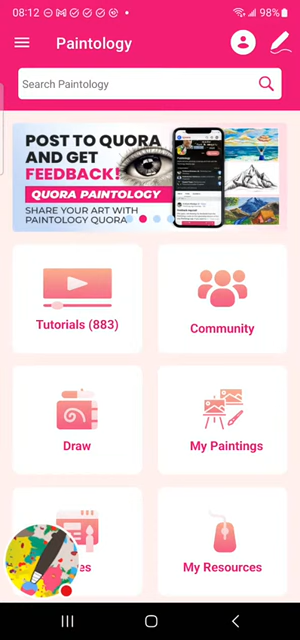 08:12
98%
Paintology
Search Paintology
POST TO QUORA
AND GET
FEEDBACK!
QUORA PAINTOLOGY
SHARE YOUR ART WITH
PAINTOLOGY QUORA
Tutorials (883)
Community
Draw
My Paintings
My Resources